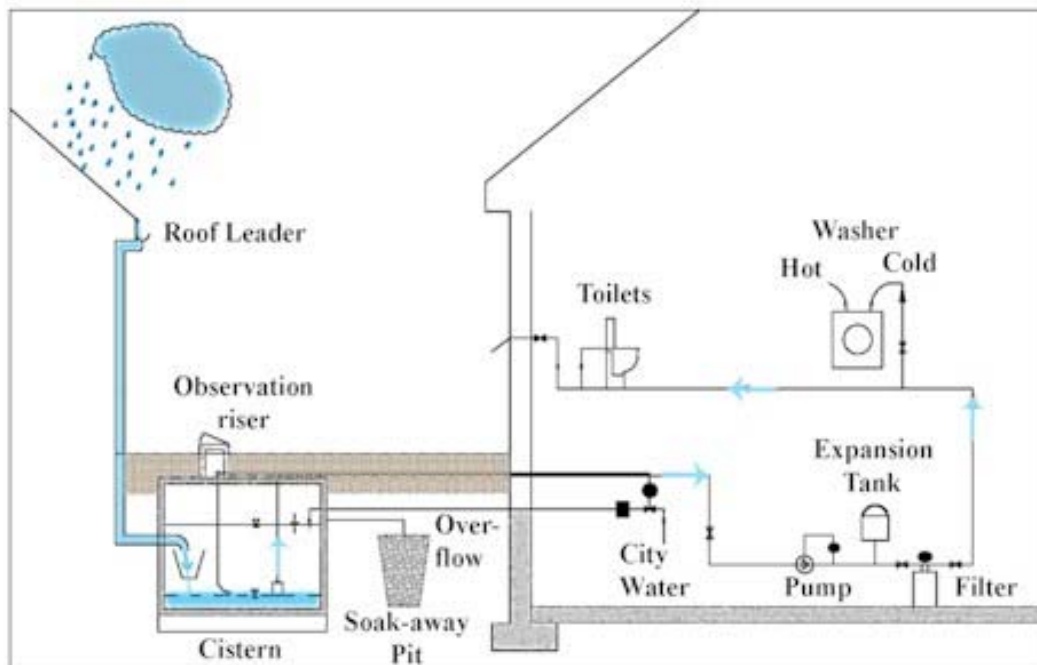 Roof Leader
Washer
Hot
Cold
Toilets
Observation
riser
Expansion
Tank
Over-
flow
City
Water
Pump
Filter
Soak-away
Pit
Cistern